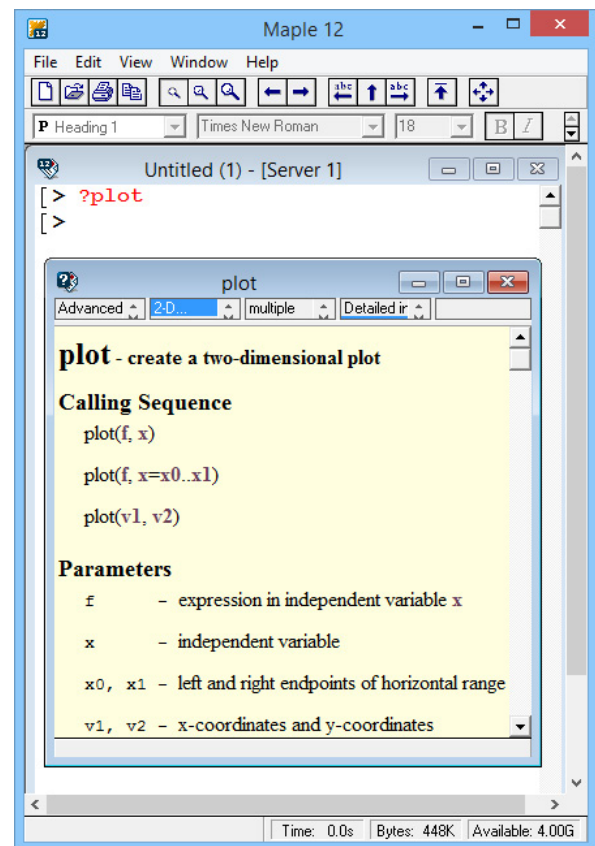 12 Maple 12
File Edit View Window Help
abc abc
P Heading 1 Times New Roman 18 B I
Untitled (1) - [Server 1]
[> ?plot
[>
plot
Advanced 2-D... multiple Detailed ir
plot - create a two-dimensional plot
Calling Sequence
plot(f, x)
plot(f, x=x0..x1)
plot(v1, v2)
Parameters
f – expression in independent variable x
x – independent variable
x0, x1 – left and right endpoints of horizontal range
v1, v2 – x-coordinates and y-coordinates
Time: 0.0s Bytes: 448K Available: 4.00G